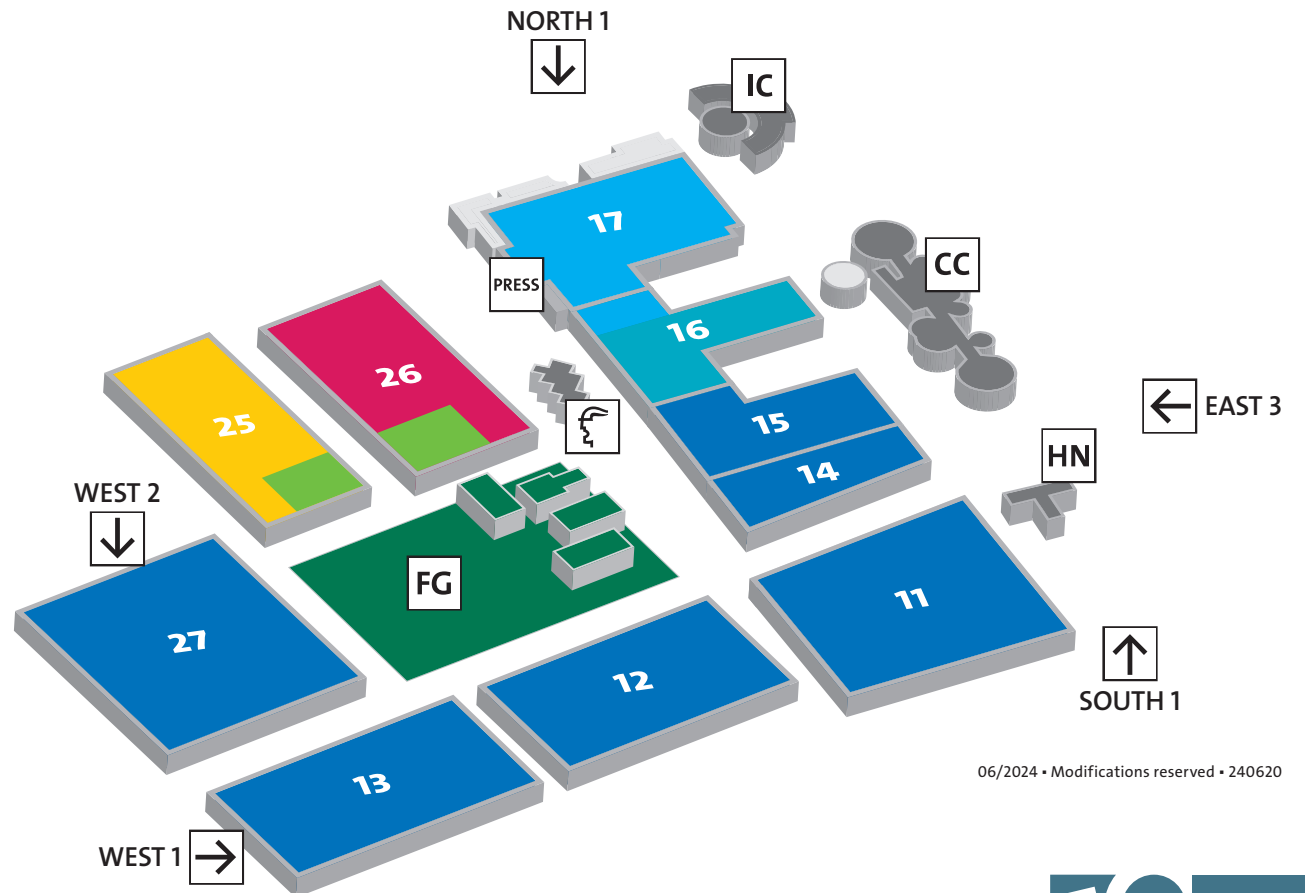 NORTH 1
IC
17
PRESS
CC
16
26
EAST 3
25
15
HN
14
WEST 2
FG
11
27
12
SOUTH 1
13
06/2024 ▪ Modifications reserved ▪ 240620
WEST 1